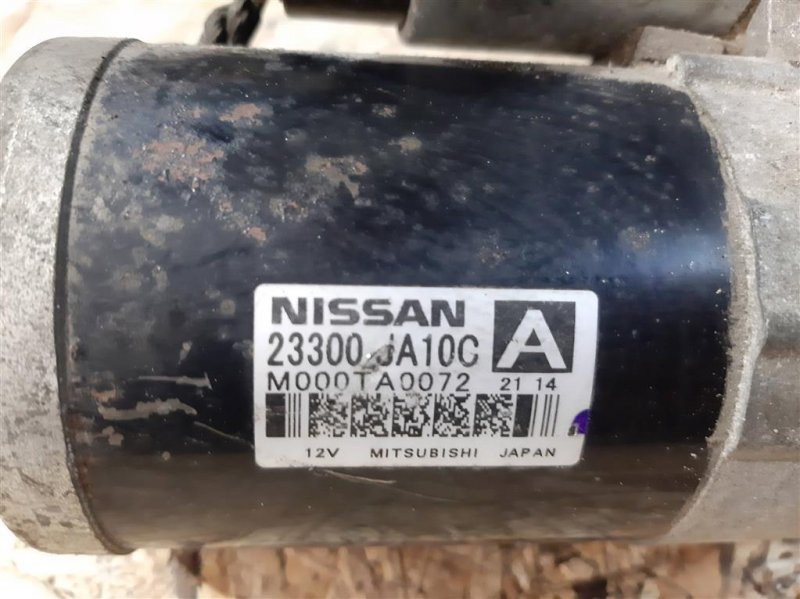 NISSAN
A
23300 JA10C
M000TA0072 21 14
12V MITSUBISHI JAPAN